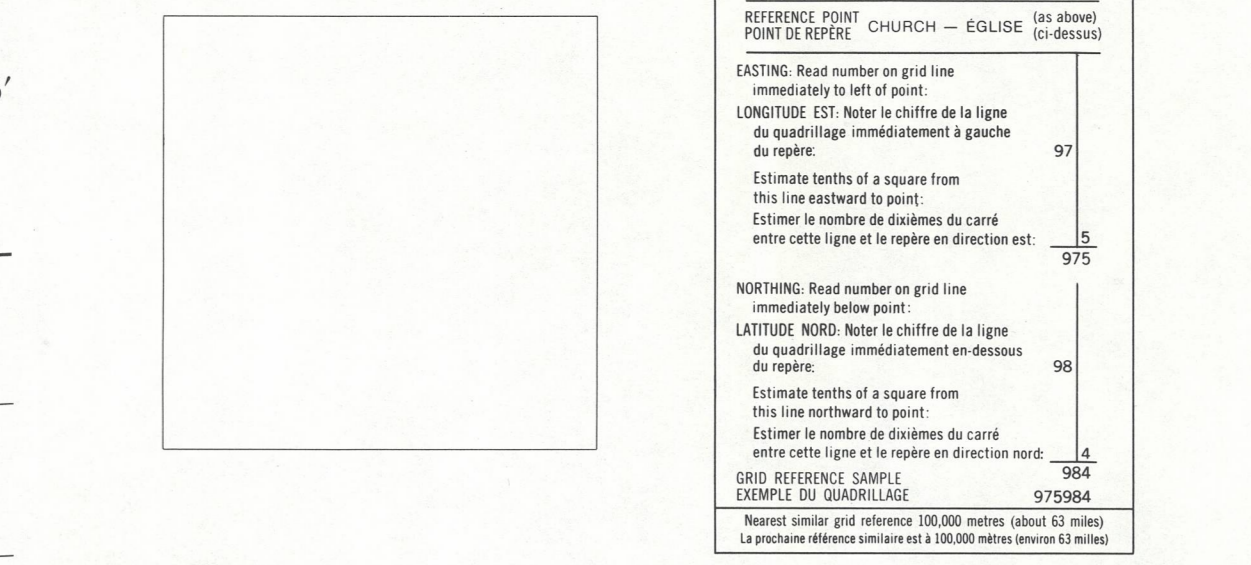 REFERENCE POINT CHURCH — ÉGLISE (as above)
POINT DE REPÈRE (ci-dessus)
EASTING: Read number on grid line
immediately to left of point:
LONGITUDE EST: Noter le chiffre de la ligne
du quadrillage immédiatement à gauche
du repère: 97
Estimate tenths of a square from
this line eastward to point:
Estimer le nombre de dixièmes du carré
entre cette ligne et le repère en direction est: 5
975
NORTHING: Read number on grid line
immediately below point:
LATITUDE NORD: Noter le chiffre de la ligne
du quadrillage immédiatement en-dessous
du repère: 98
Estimate tenths of a square from
this line northward to point:
Estimer le nombre de dixièmes du carré
entre cette ligne et le repère en direction nord: 4
984
GRID REFERENCE SAMPLE
EXEMPLE DU QUADRILLAGE 975984
Nearest similar grid reference 100,000 metres (about 63 miles)
La prochaine référence similaire est à 100,000 mètres (environ 63 milles)